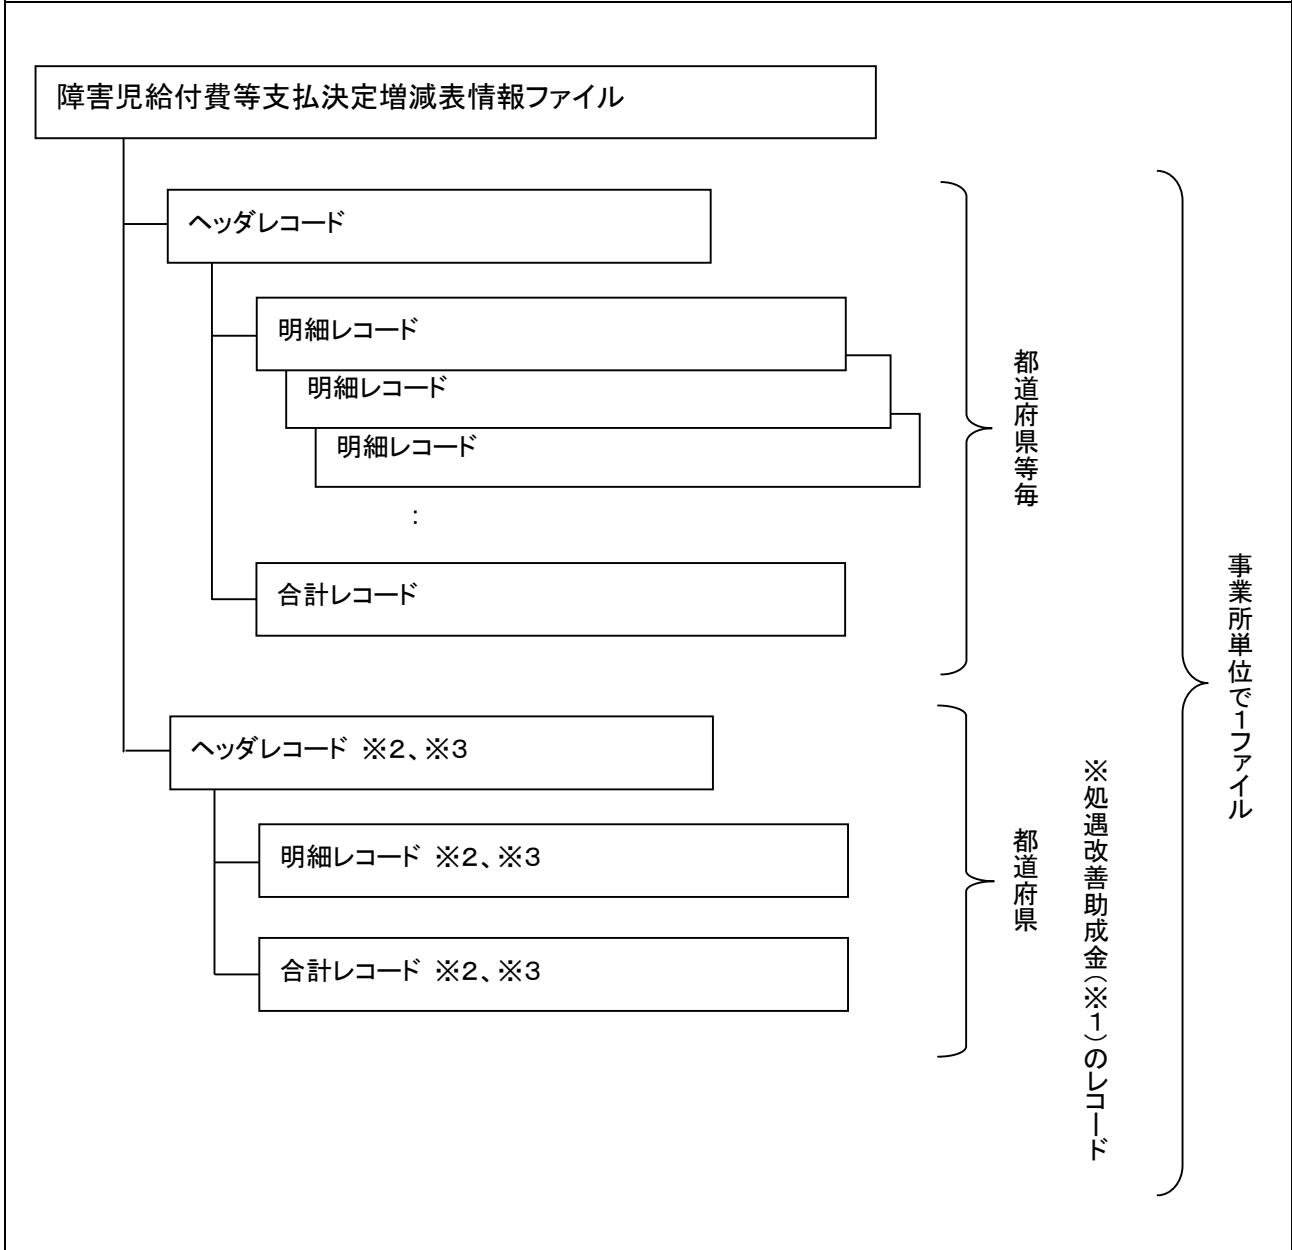 障害児給付費等支払決定増減表情報ファイル
ヘッダレコード
明細レコード
明細レコード
明細レコード
：
合計レコード
都道府県等毎
ヘッダレコード ※2、※3
明細レコード ※2、※3
合計レコード ※2、※3
都道府県
※処遇改善助成金（※1）のレコード
事業所単位で1ファイル